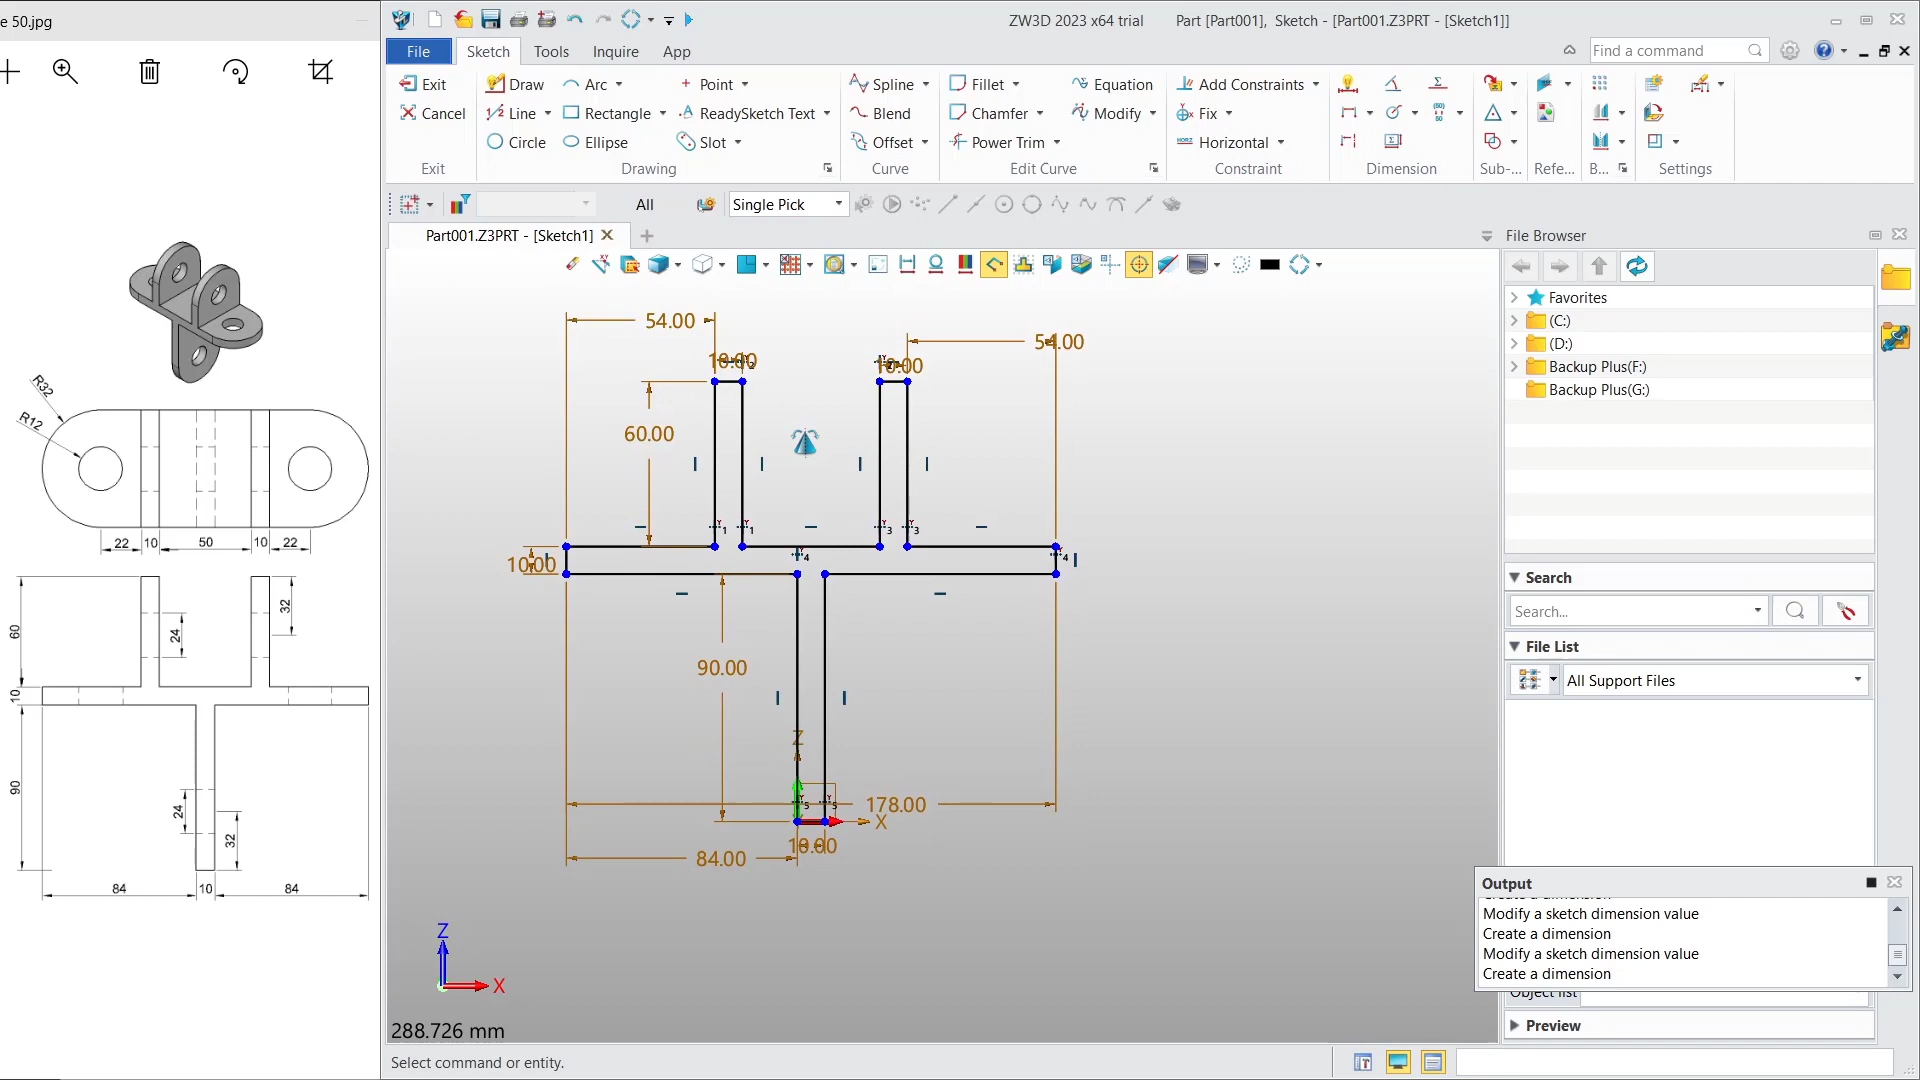 e 50.jpg
R32
R12
22
10
50
10
22
60
24
32
10
90
24
32
84
10
84
ZW3D 2023 x64 trial
Part [Part001], Sketch - [Part001.Z3PRT - [Sketch1]]
File
Sketch
Tools
Inquire
App
Find a command
Exit
Draw
Arc
Point
Spline
Fillet
Equation
Add Constraints
Cancel
Line
Rectangle
ReadySketch Text
Blend
Chamfer
Modify
Fix
Circle
Ellipse
Slot
Offset
Power Trim
Horizontal
Exit
Drawing
Curve
Edit Curve
Constraint
Dimension
Sub-...
Refe...
B...
Settings
All
Single Pick
Part001.Z3PRT - [Sketch1]
54.00
54.00
10.00
10.00
60.00
10.00
90.00
Z
178.00
X
10.00
84.00
Z
X
288.726 mm
Select command or entity.
File Browser
Favorites
(C:)
(D:)
Backup Plus(F:)
Backup Plus(G:)
Search
Search...
File List
All Support Files
Output
Modify a sketch dimension value
Create a dimension
Modify a sketch dimension value
Create a dimension
Object list
Preview